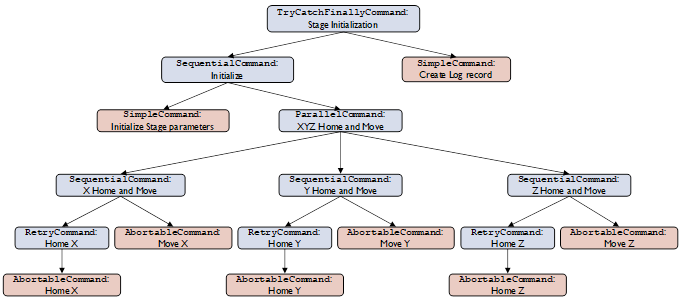 TryCatchFinallyCommand:
Stage Initialization
SequentialCommand:
Initialize
SimpleCommand:
Create Log record
SimpleCommand:
Initialize Stage parameters
ParallelCommand:
XYZ Home and Move
SequentialCommand:
X Home and Move
SequentialCommand:
Y Home and Move
SequentialCommand:
Z Home and Move
RetryCommand:
Home X
AbortableCommand:
Move X
RetryCommand:
Home Y
AbortableCommand:
Move Y
RetryCommand:
Home Z
AbortableCommand:
Move Z
AbortableCommand:
Home X
AbortableCommand:
Home Y
AbortableCommand:
Home Z